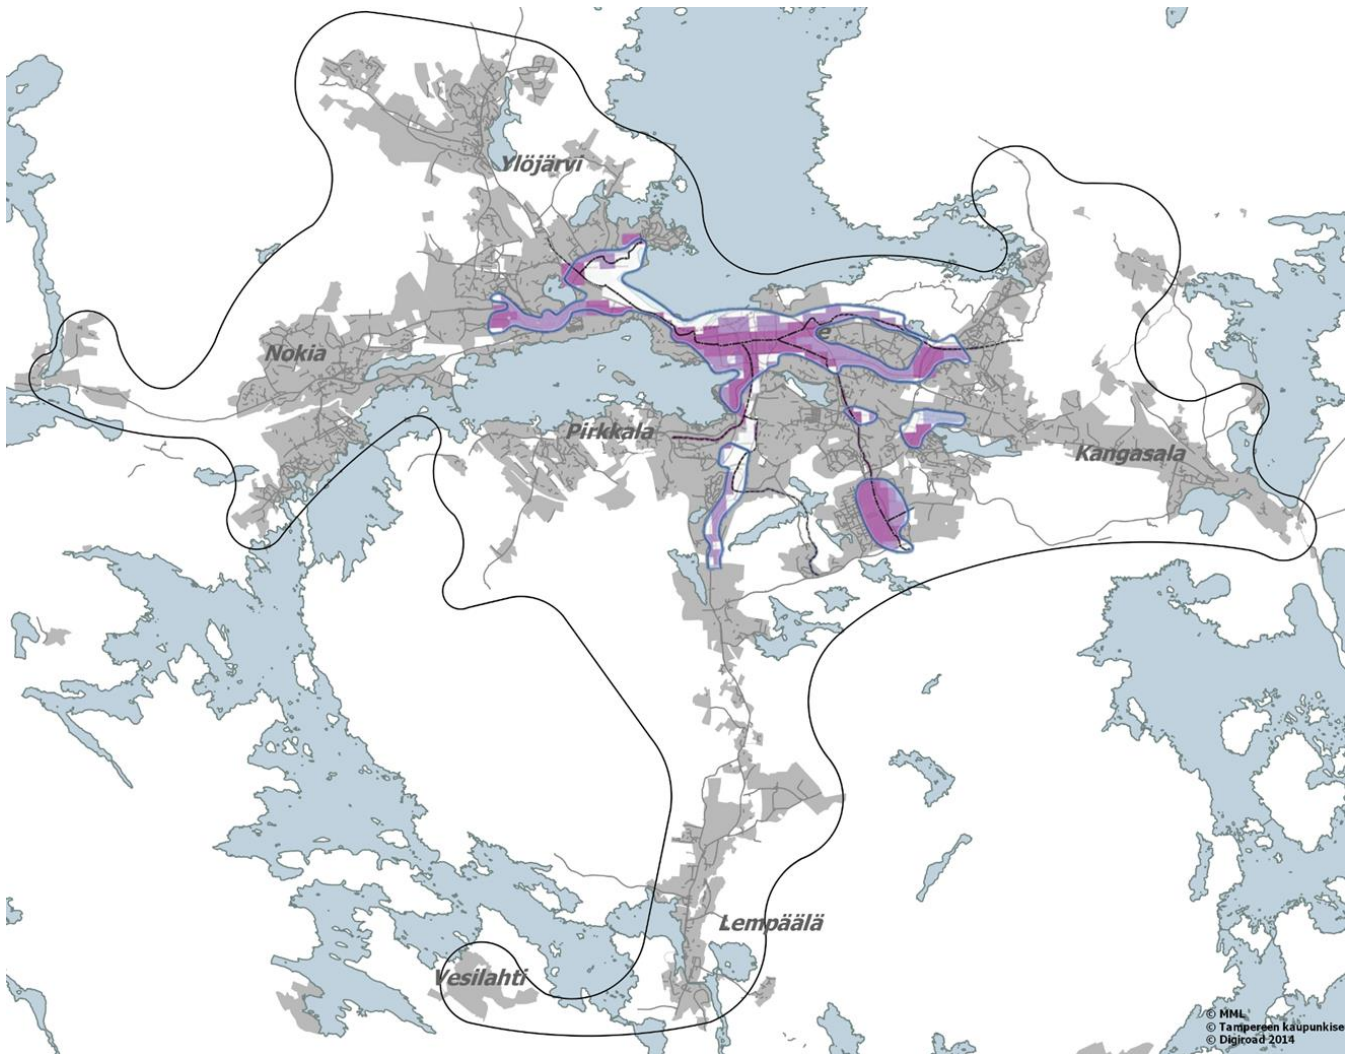 Ylöjärvi
Nokia
e
Pirkkala
Kangasala
Lempäälä
Vesilahti
© MML
© Tampereen kaupunkise
© Digiroad 2014